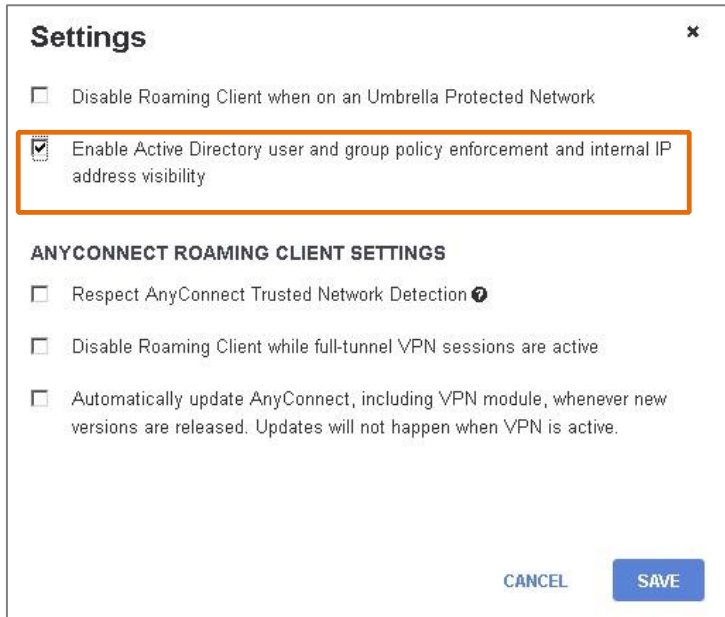 Settings
Disable Roaming Client when on an Umbrella Protected Network
Enable Active Directory user and group policy enforcement and internal IP
address visibility
ANYCONNECT ROAMING CLIENT SETTINGS
Respect AnyConnect Trusted Network Detection
Disable Roaming Client while full-tunnel VPN sessions are active
Automatically update AnyConnect, including VPN module, whenever new
versions are released. Updates will not happen when VPN is active.
CANCEL SAVE